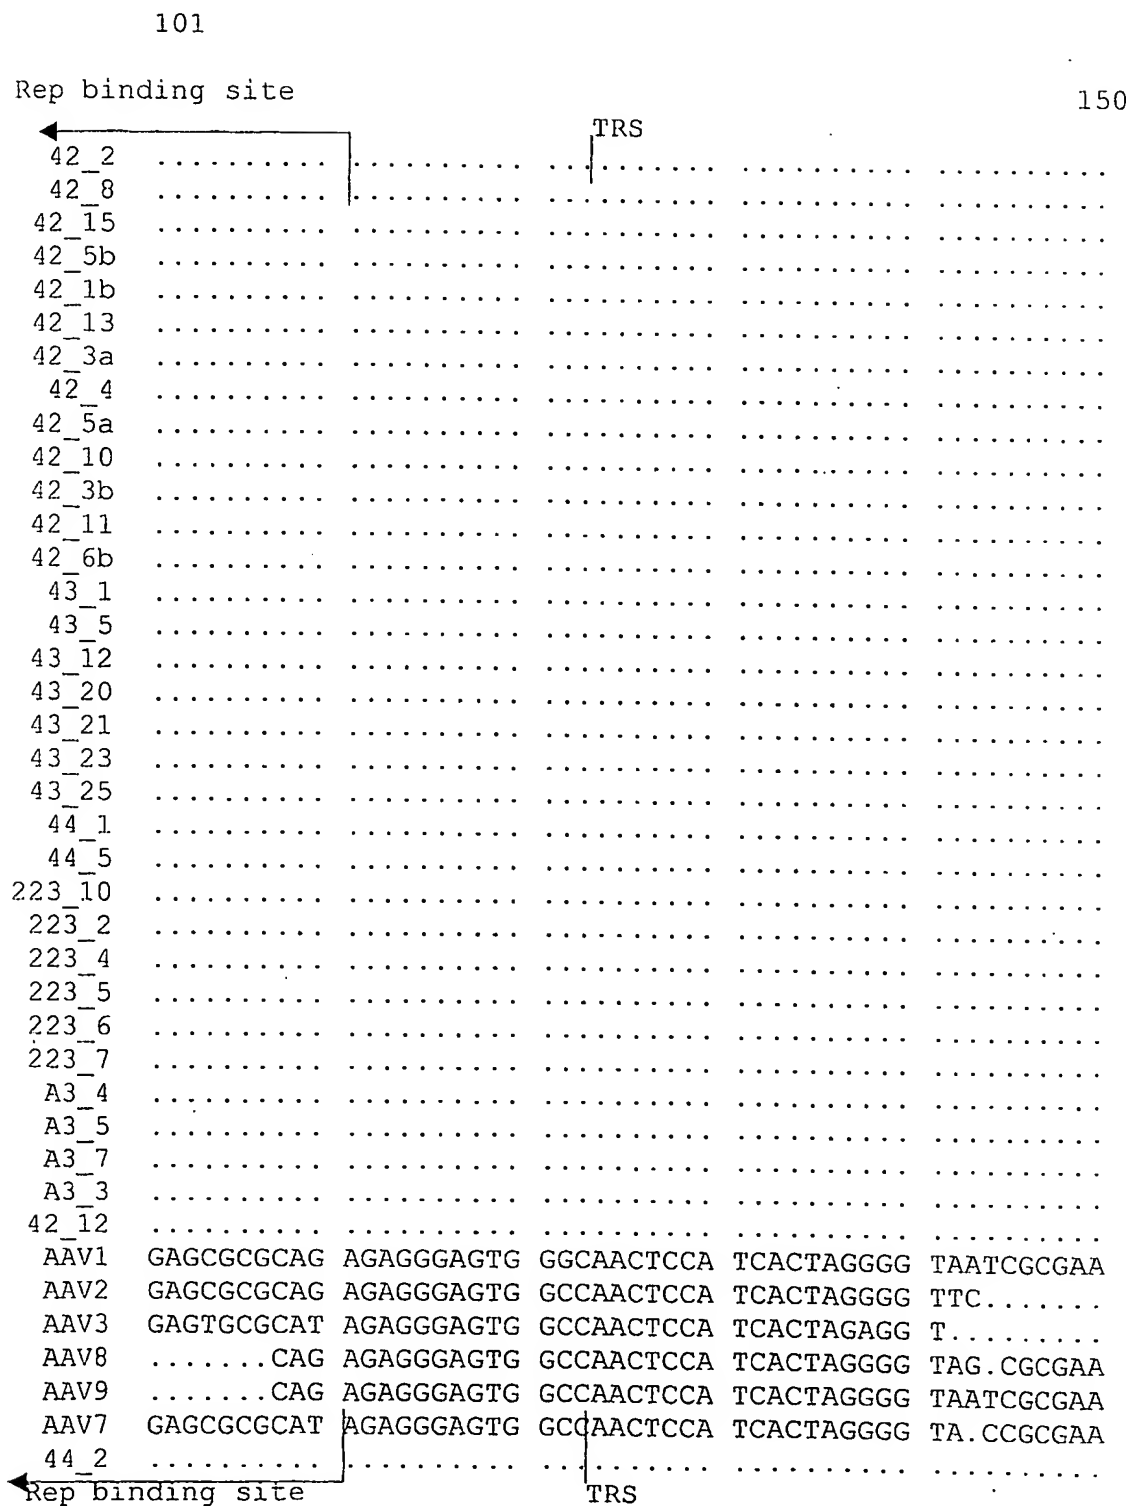 101
Rep binding site
150
TRS
42_2 .......... .......... .......... .......... ..........
42_8 .......... .......... .......... .......... ..........
42_15 .......... .......... .......... .......... ..........
42_5b .......... .......... .......... .......... ..........
42_1b .......... .......... .......... .......... ..........
42_13 .......... .......... .......... .......... ..........
42_3a .......... .......... .......... .......... ..........
42_4 .......... .......... .......... .......... ..........
42_5a .......... .......... .......... .......... ..........
42_10 .......... .......... .......... .......... ..........
42_3b .......... .......... .......... .......... ..........
42_11 .......... .......... .......... .......... ..........
42_6b .......... .......... .......... .......... ..........
43_1 .......... .......... .......... .......... ..........
43_5 .......... .......... .......... .......... ..........
43_12 .......... .......... .......... .......... ..........
43_20 .......... .......... .......... .......... ..........
43_21 .......... .......... .......... .......... ..........
43_23 .......... .......... .......... .......... ..........
43_25 .......... .......... .......... .......... ..........
44_1 .......... .......... .......... .......... ..........
44_5 .......... .......... .......... .......... ..........
223_10 .......... .......... .......... .......... ..........
223_2 .......... .......... .......... .......... ..........
223_4 .......... .......... .......... .......... ..........
223_5 .......... .......... .......... .......... ..........
223_6 .......... .......... .......... .......... ..........
223_7 .......... .......... .......... .......... ..........
A3_4 .......... .......... .......... .......... ..........
A3_5 .......... .......... .......... .......... ..........
A3_7 .......... .......... .......... .......... ..........
A3_3 .......... .......... .......... .......... ..........
42_12 .......... .......... .......... .......... ..........
AAV1 GAGCGCGCAG AGAGGGAGTG GGCAACTCCA TCACTAGGGG TAATCGCGAA
AAV2 GAGCGCGCAG AGAGGGAGTG GCCAACTCCA TCACTAGGGG TTC.......
AAV3 GAGTGCGCAT AGAGGGAGTG GCCAACTCCA TCACTAGAGG T.........
AAV8 .......CAG AGAGGGAGTG GCCAACTCCA TCACTAGGGG TAG.CGCGAA
AAV9 .......CAG AGAGGGAGTG GCCAACTCCA TCACTAGGGG TAATCGCGAA
AAV7 GAGCGCGCAT AGAGGGAGTG GCCAACTCCA TCACTAGGGG TA.CCGCGAA
44_2 .......... .......... .......... .......... ..........
Rep binding site
TRS